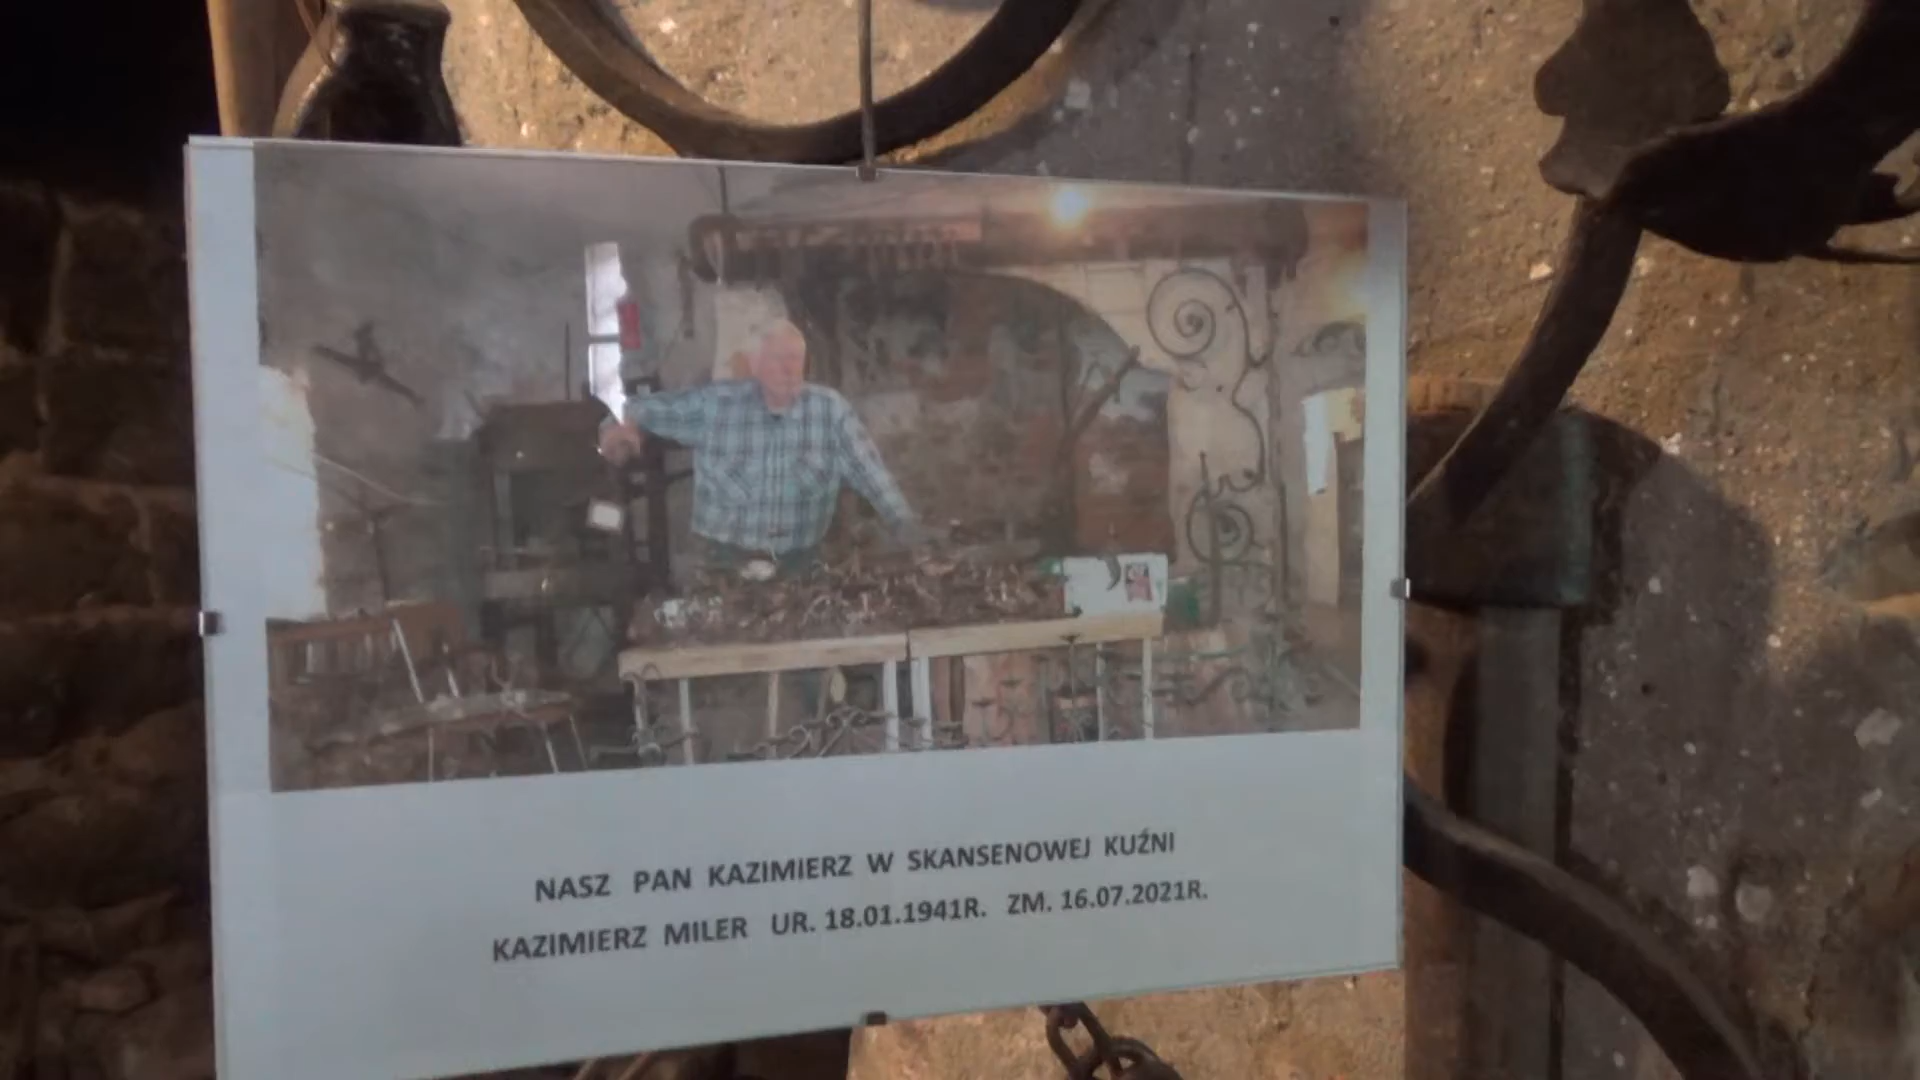 NASZ PAN KAZIMIERZ W SKANSENOWEJ KUŹNI
KAZIMIERZ MILER UR. 18.01.1941R. ZM. 16.07.2021R.